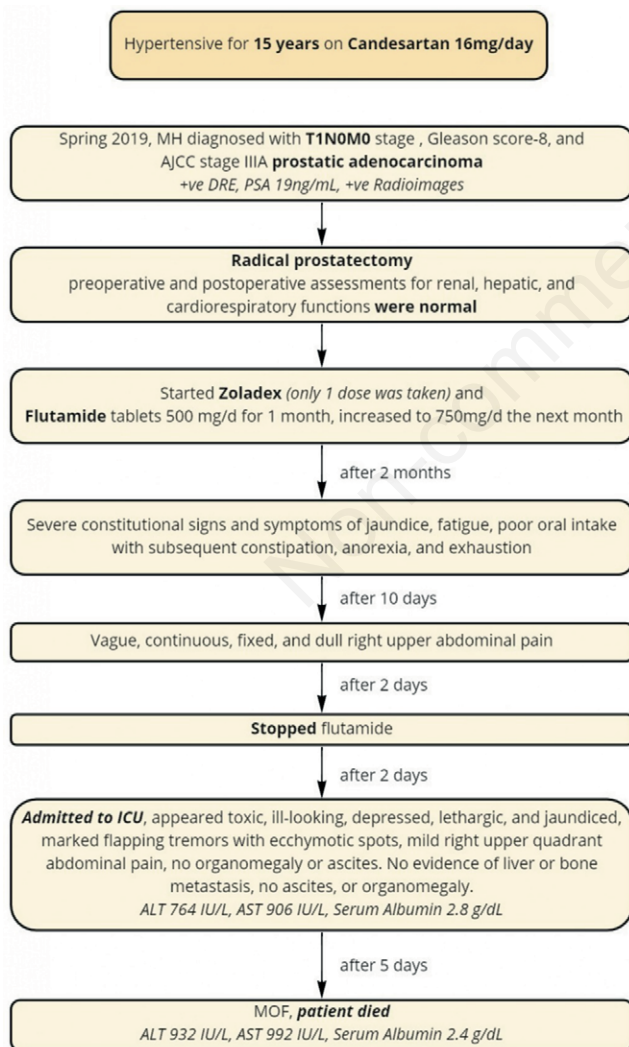 Hypertensive for 15 years on Candesartan 16mg/day
Spring 2019, MH diagnosed with T1N0M0 stage , Gleason score-8, and
AJCC stage IIIA prostatic adenocarcinoma
+ve DRE, PSA 19ng/mL, +ve Radioimages
Radical prostatectomy
preoperative and postoperative assessments for renal, hepatic, and
cardiorespiratory functions were normal
Started Zoladex (only 1 dose was taken) and
Flutamide tablets 500 mg/d for 1 month, increased to 750mg/d the next month
after 2 months
Severe constitutional signs and symptoms of jaundice, fatigue, poor oral intake
with subsequent constipation, anorexia, and exhaustion
after 10 days
Vague, continuous, fixed, and dull right upper abdominal pain
after 2 days
Stopped flutamide
after 2 days
Admitted to ICU, appeared toxic, ill-looking, depressed, lethargic, and jaundiced,
marked flapping tremors with ecchymotic spots, mild right upper quadrant
abdominal pain, no organomegaly or ascites. No evidence of liver or bone
metastasis, no ascites, or organomegaly.
ALT 764 IU/L, AST 906 IU/L, Serum Albumin 2.8 g/dL
after 5 days
MOF, patient died
ALT 932 IU/L, AST 992 IU/L, Serum Albumin 2.4 g/dL
Non-comme